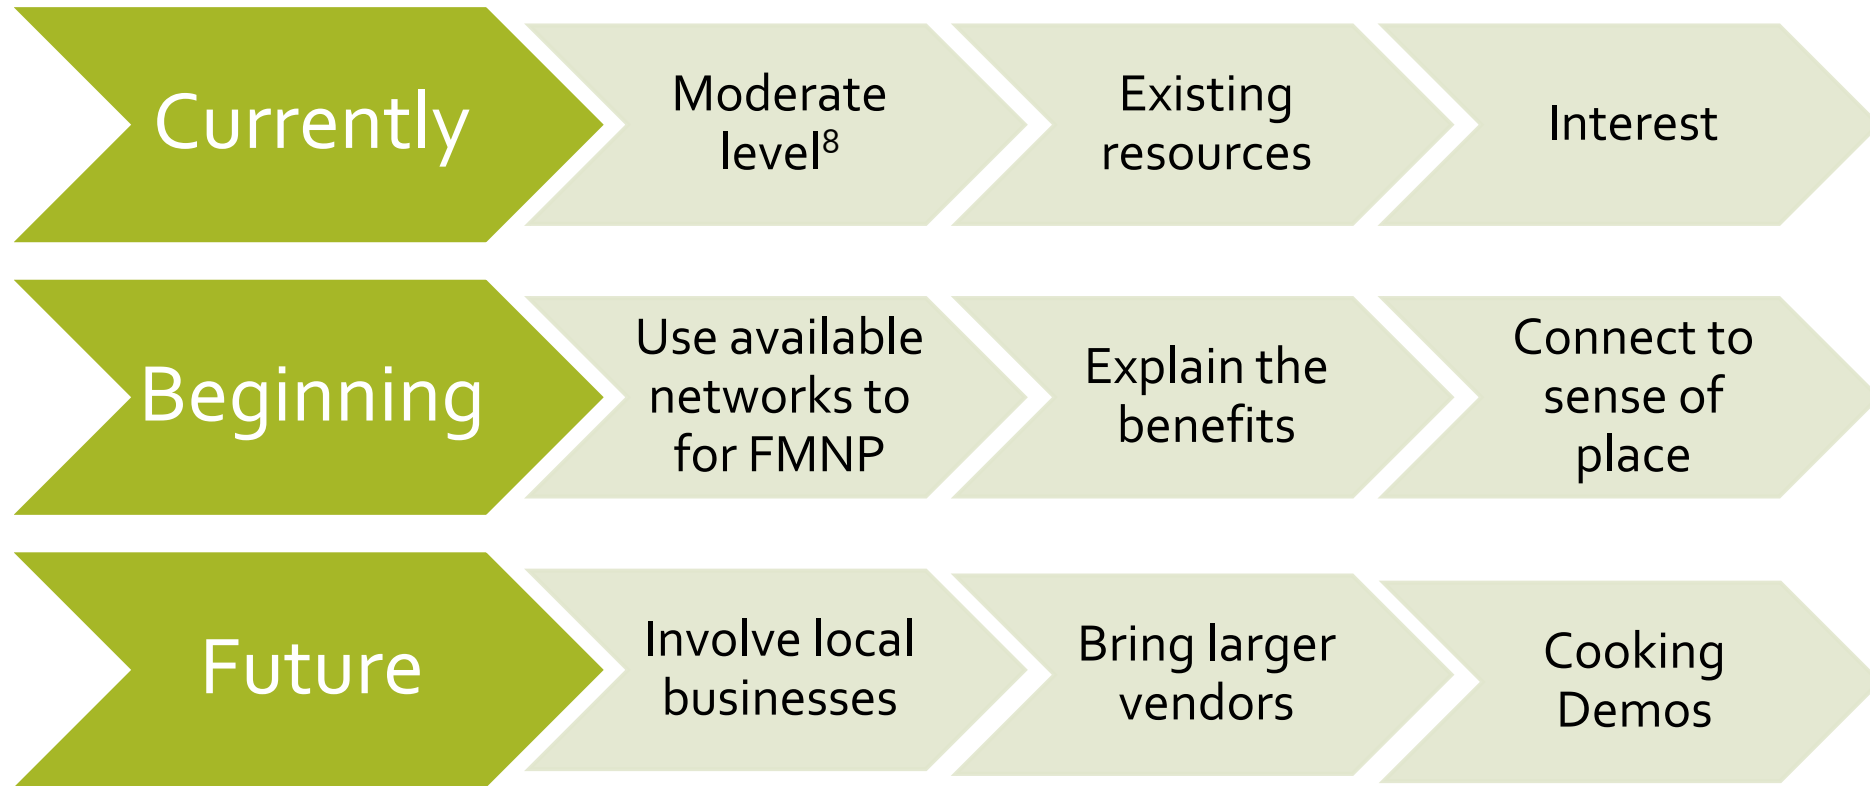 Currently
Moderate
level⁸
Existing
resources
Interest
Beginning
Use available
networks to
for FMNP
Explain the
benefits
Connect to
sense of
place
Future
Involve local
businesses
Bring larger
vendors
Cooking
Demos